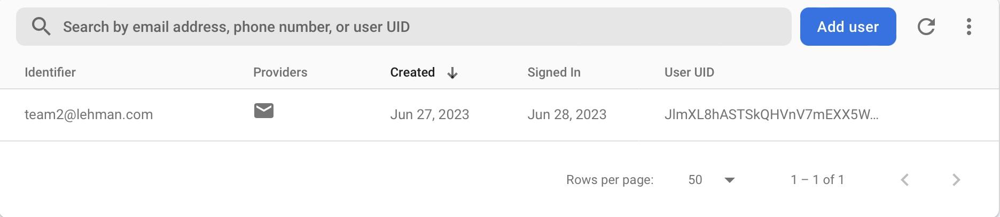 Search by email address, phone number, or user UID Add user
Identifier Providers Created Signed In User UID
team2@lehman.com Jun 27, 2023 Jun 28, 2023 JlmXL8hASTSkQHVnV7mEXX5W...
Rows per page: 50 1 – 1 of 1